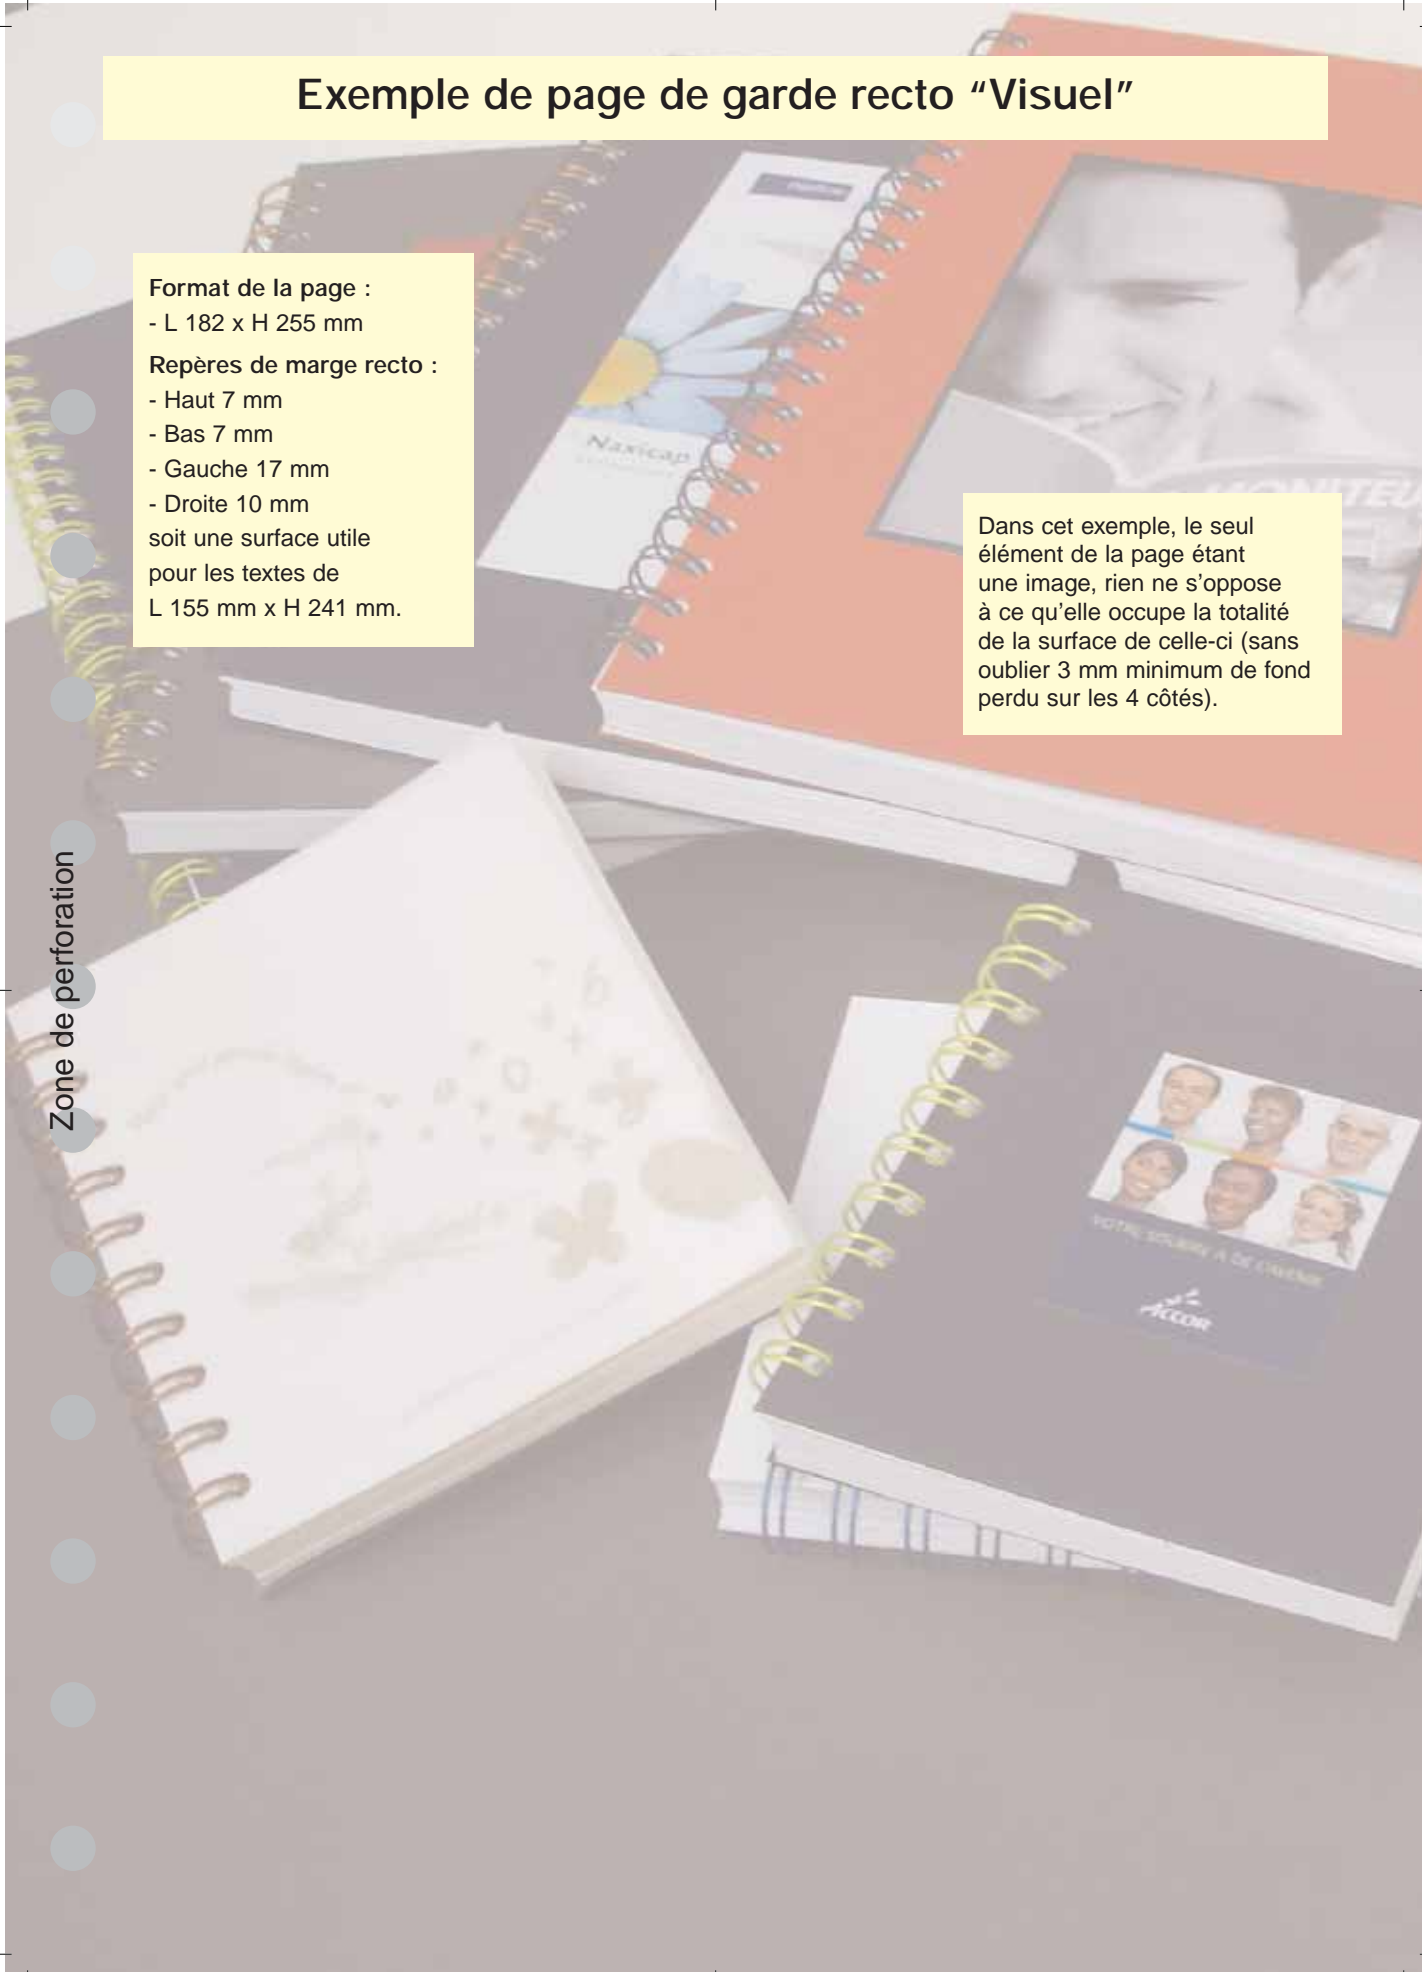 Exemple de page de garde recto “Visuel”
Format de la page :
- L 182 x H 255 mm
Repères de marge recto :
- Haut 7 mm
- Bas 7 mm
- Gauche 17 mm
- Droite 10 mm
soit une surface utile
pour les textes de
L 155 mm x H 241 mm.
Naxicap
Dans cet exemple, le seul
élément de la page étant
une image, rien ne s’oppose
à ce qu’elle occupe la totalité
de la surface de celle-ci (sans
oublier 3 mm minimum de fond
perdu sur les 4 côtés).
Zone de perforation
VOTRE SOURIRE A DE L'AVENIR
ACCOR